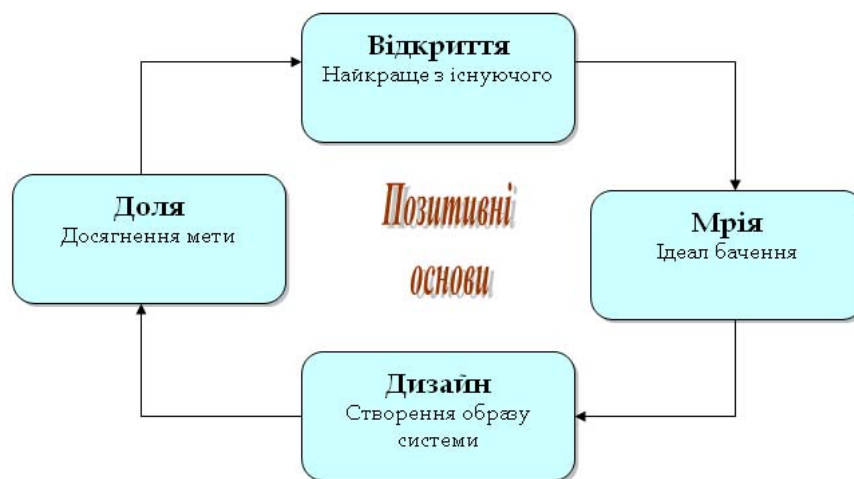 Відкриття
Найкраще з існуючого
Доля
Досягнення мети
Позитивні
основи
Мрія
Ідеал бачення
Дизайн
Створення образу
системи